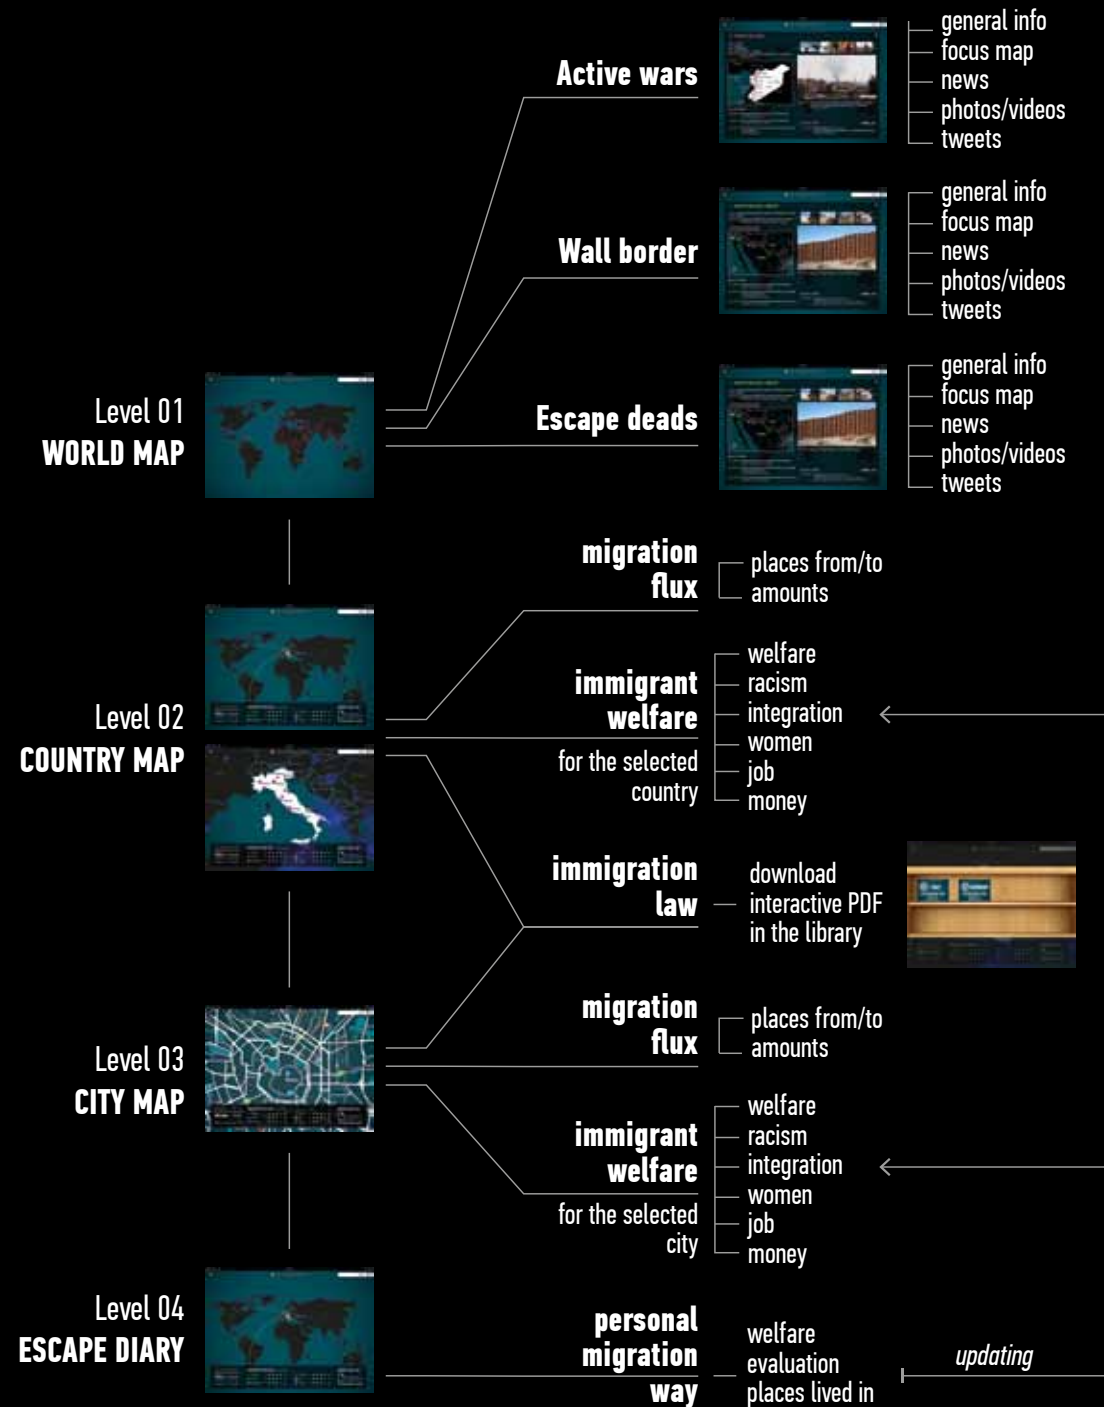 Active wars
general info
focus map
news
photos/videos
tweets
Wall border
general info
focus map
news
photos/videos
tweets
Level 01
WORLD MAP
Escape deads
general info
focus map
news
photos/videos
tweets
migration
flux
places from/to
amounts
Level 02
COUNTRY MAP
immigrant
welfare
for the selected
country
welfare
racism
integration
women
job
money
immigration
law
download
interactive PDF
in the library
Level 03
CITY MAP
migration
flux
places from/to
amounts
immigrant
welfare
for the selected
city
welfare
racism
integration
women
job
money
Level 04
ESCAPE DIARY
personal
migration
way
welfare
evaluation
places lived in
updating